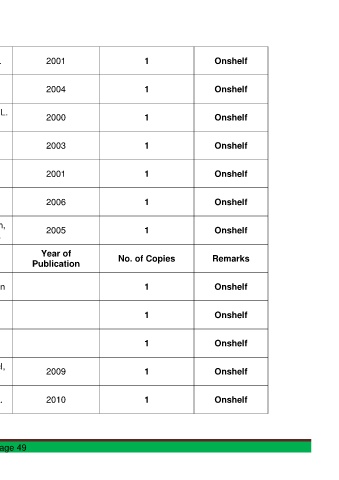 . 2001 1 Onshelf
2004 1 Onshelf
L. 2000 1 Onshelf
2003 1 Onshelf
2001 1 Onshelf
2006 1 Onshelf
n, 2005 1 Onshelf
Year of Publication No. of Copies Remarks
n 1 Onshelf
1 Onshelf
1 Onshelf
l, 2009 1 Onshelf
. 2010 1 Onshelf
age 49